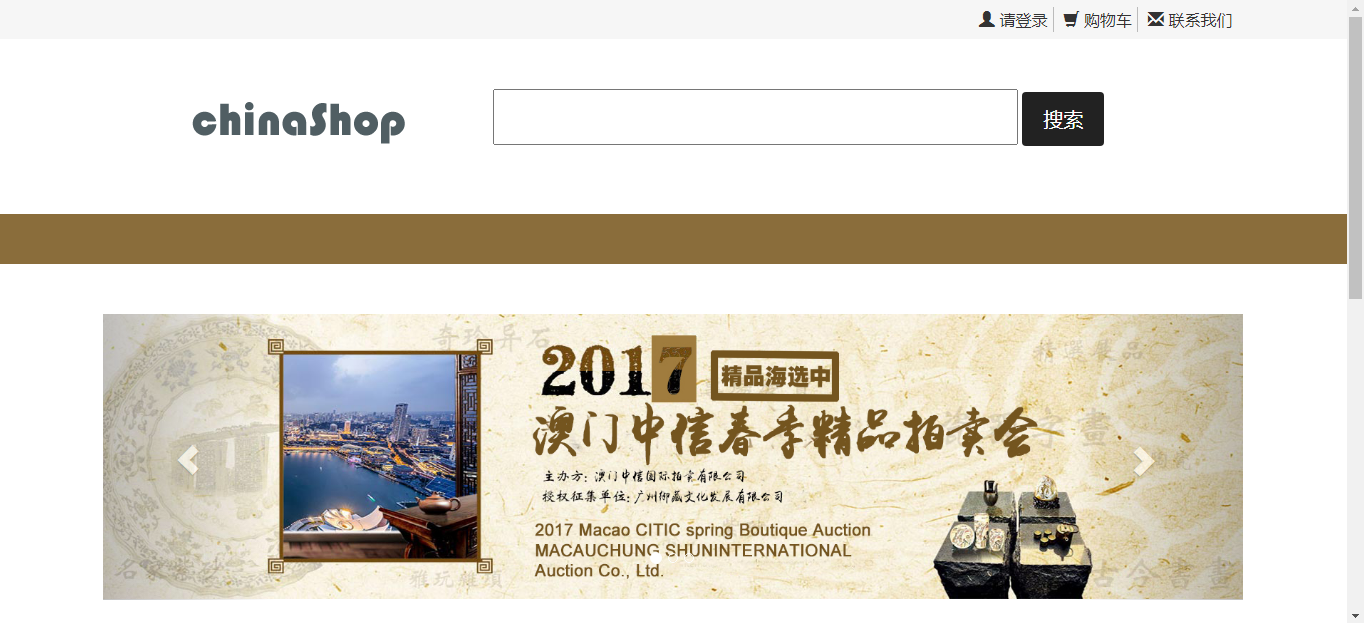 请登录 购物车 联系我们
chinaShop
搜索
奇珍异石
2017 精品海选中
澳门中信春季精品拍卖会
主办方：澳门中信国际拍卖有限公司
授权征集单位：广州御藏文化发展有限公司
2017 Macao CITIC spring Boutique Auction
MACAUCHUNG SHUNINTERNATIONAL
Auction Co., Ltd.